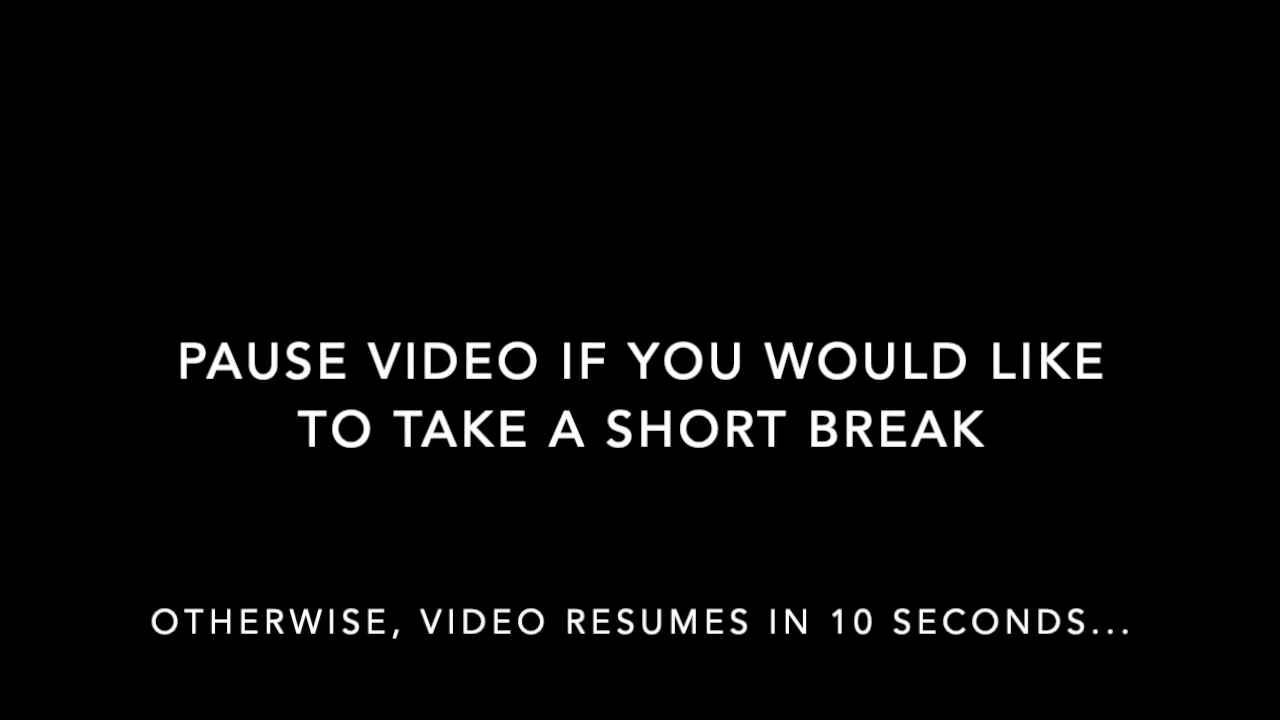 PAUSE VIDEO IF YOU WOULD LIKE
TO TAKE A SHORT BREAK
OTHERWISE, VIDEO RESUMES IN 10 SECONDS...